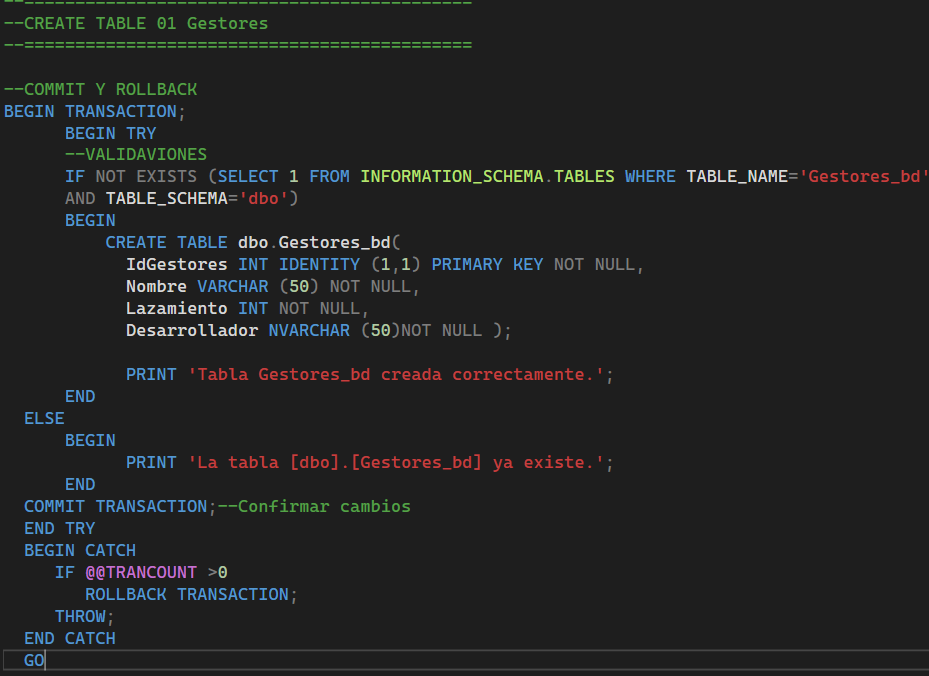 --============================================
--CREATE TABLE 01 Gestores
--============================================
--COMMIT Y ROLLBACK
BEGIN TRANSACTION;
BEGIN TRY
--VALIDAVIONES
IF NOT EXISTS (SELECT 1 FROM INFORMATION_SCHEMA.TABLES WHERE TABLE_NAME='Gestores_bd'
AND TABLE_SCHEMA='dbo')
BEGIN
CREATE TABLE dbo.Gestores_bd(
IdGestores INT IDENTITY (1,1) PRIMARY KEY NOT NULL,
Nombre VARCHAR (50) NOT NULL,
Lazamiento INT NOT NULL,
Desarrollador NVARCHAR (50)NOT NULL );
PRINT 'Tabla Gestores_bd creada correctamente.';
END
ELSE
BEGIN
PRINT 'La tabla [dbo].[Gestores_bd] ya existe.';
END
COMMIT TRANSACTION;--Confirmar cambios
END TRY
BEGIN CATCH
IF @@TRANCOUNT >0
ROLLBACK TRANSACTION;
THROW;
END CATCH
GO